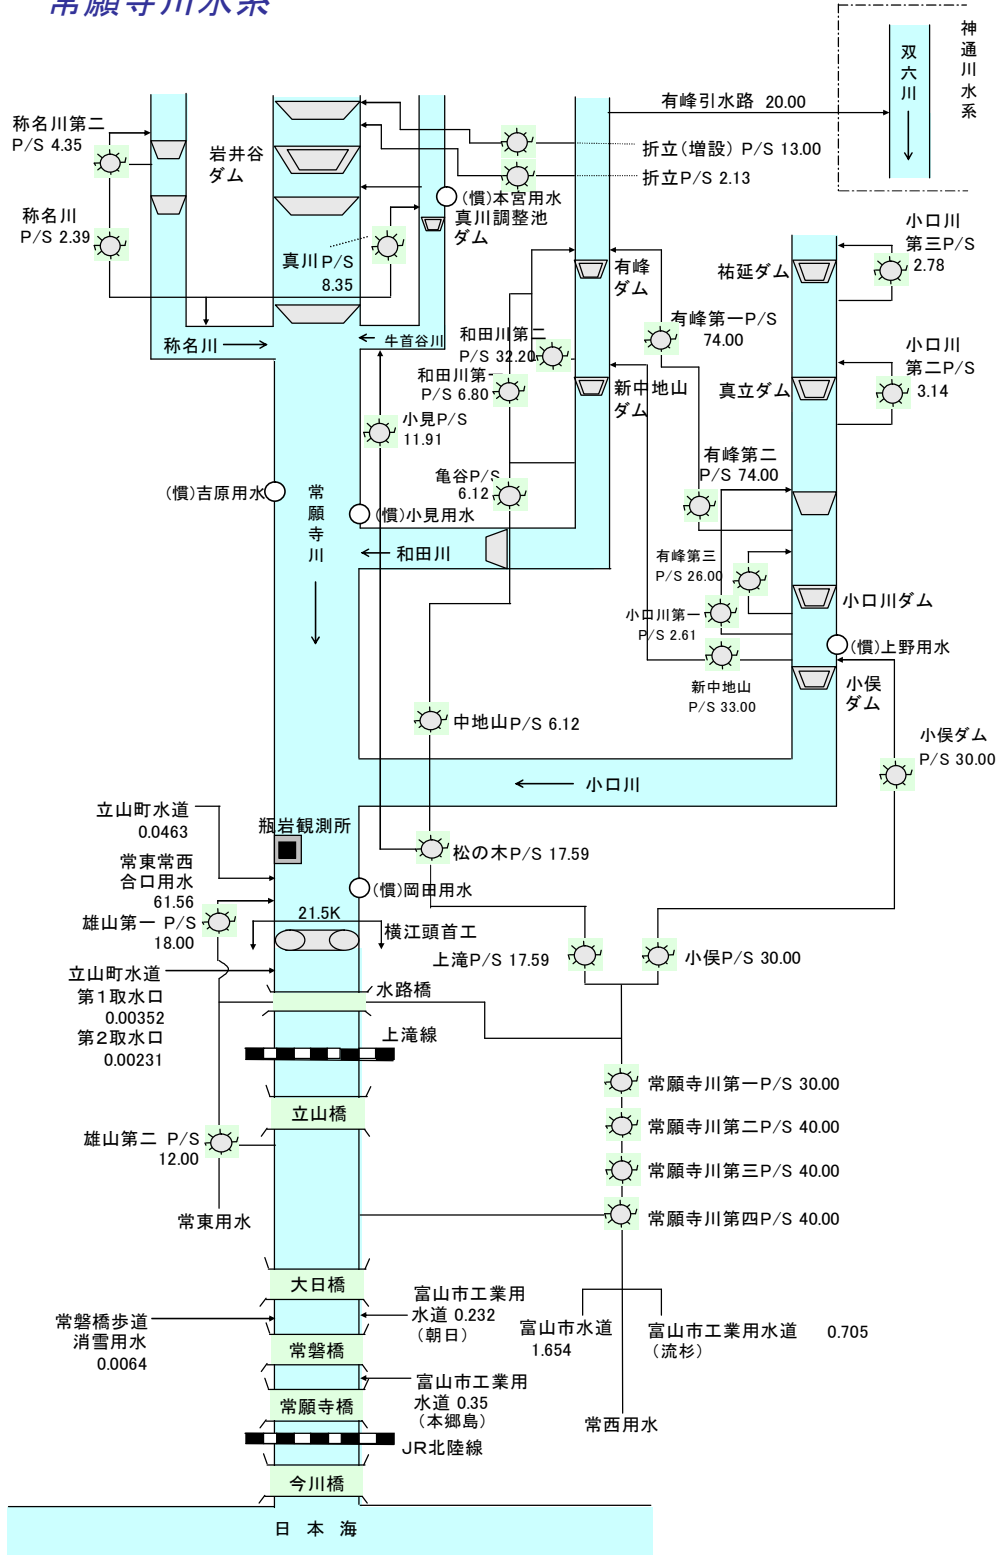 常願寺川水系
神通川水系
双六川
有峰引水路 20.00
称名川第二
P/S 4.35
岩井谷
ダム
折立(増設) P/S 13.00
折立P/S 2.13
(慣)本宮用水
真川調整池
ダム
称名川
P/S 2.39
真川P/S
8.35
小口川
第三P/S
2.78
有峰
ダム
祐延ダム
称名川
牛首谷川
和田川第二
P/S 32.20
有峰第一P/S
74.00
小口川
第二P/S
3.14
和田川第一
P/S 6.80
新中地山
ダム
真立ダム
小見P/S
11.91
有峰第二
P/S 74.00
亀谷P/S
6.12
(慣)吉原用水
常願寺川
(慣)小見用水
和田川
有峰第三
P/S 26.00
小口川ダム
小口川第一
P/S 2.61
(慣)上野用水
新中地山
P/S 33.00
小俣
ダム
中地山P/S 6.12
小俣ダム
P/S 30.00
小口川
立山町水道
0.0463
瓶岩観測所
松の木P/S 17.59
常東常西
合口用水
61.56
(慣)岡田用水
雄山第一 P/S
18.00
21.5K
横江頭首工
上滝P/S 17.59
小俣P/S 30.00
立山町水道
第1取水口
0.00352
第2取水口
0.00231
水路橋
上滝線
常願寺川第一P/S 30.00
立山橋
常願寺川第二P/S 40.00
雄山第二 P/S
12.00
常願寺川第三P/S 40.00
常東用水
常願寺川第四P/S 40.00
大日橋
富山市工業用
水道 0.232
(朝日)
常磐橋歩道
消雪用水
0.0064
富山市水道
1.654
富山市工業用水道 0.705
(流杉)
常磐橋
富山市工業用
水道 0.35
(本郷島)
常願寺橋
常西用水
JR北陸線
今川橋
日本海